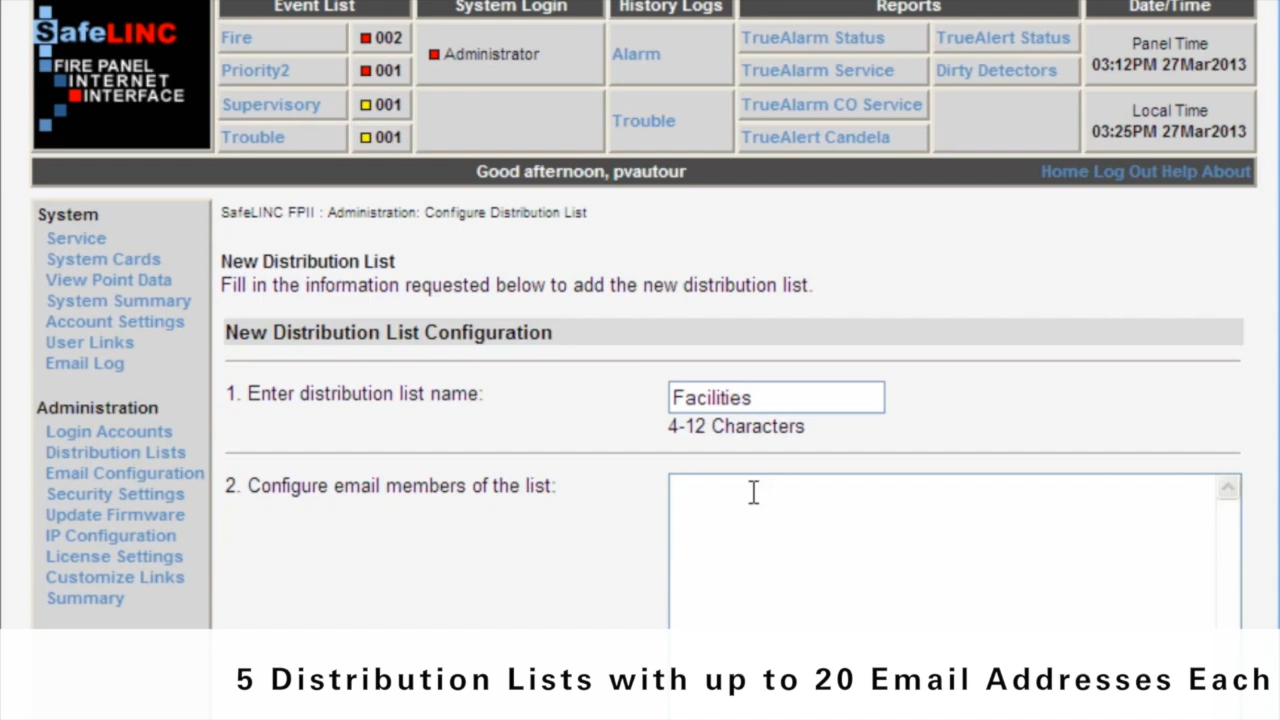 SafeLINC
FIRE PANEL
INTERNET
INTERFACE
Event List
System Login
History Logs
Reports
Date/Time
Fire
002
Priority2
001
Supervisory
001
Trouble
001
Administrator
Alarm
Trouble
TrueAlarm Status
TrueAlert Status
TrueAlarm Service
Dirty Detectors
TrueAlarm CO Service
TrueAlert Candela
Panel Time
03:12PM 27Mar2013
Local Time
03:25PM 27Mar2013
Good afternoon, pvautour
Home Log Out Help About
System
Service
System Cards
View Point Data
System Summary
Account Settings
User Links
Email Log
Administration
Login Accounts
Distribution Lists
Email Configuration
Security Settings
Update Firmware
IP Configuration
License Settings
Customize Links
Summary
SafeLINC FPII : Administration: Configure Distribution List
New Distribution List
Fill in the information requested below to add the new distribution list.
New Distribution List Configuration
1. Enter distribution list name:
Facilities
4-12 Characters
2. Configure email members of the list:
5 Distribution Lists with up to 20 Email Addresses Each